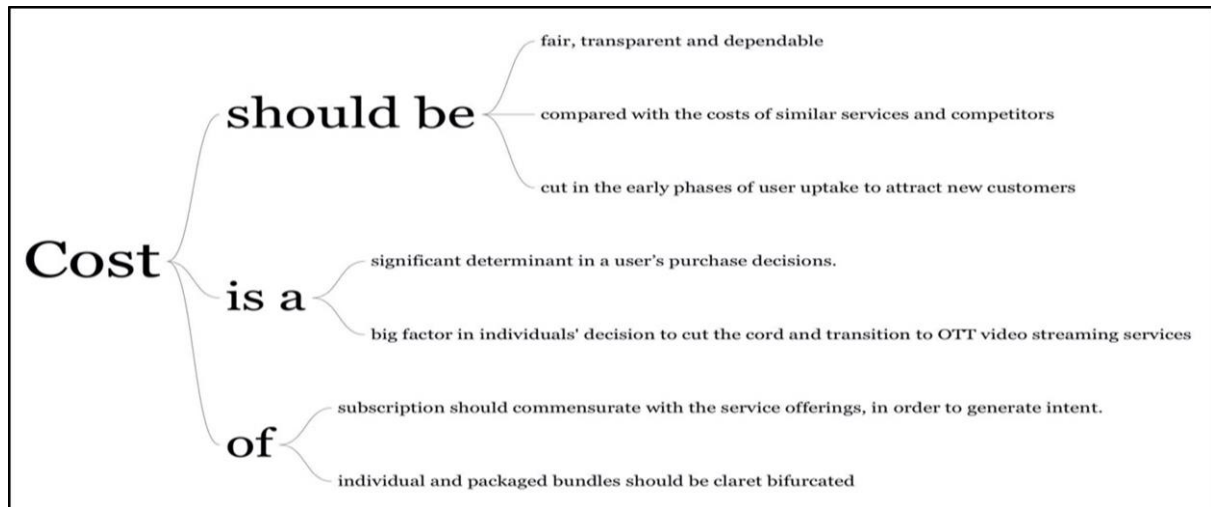 Cost
should be
fair, transparent and dependable
compared with the costs of similar services and competitors
cut in the early phases of user uptake to attract new customers
is a
significant determinant in a user's purchase decisions.
big factor in individuals' decision to cut the cord and transition to OTT video streaming services
of
subscription should commensurate with the service offerings, in order to generate intent.
individual and packaged bundles should be claret bifurcated